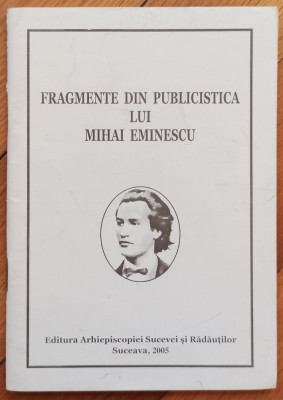 FRAGMENTE DIN PUBLICISTICA
LUI
MIHAI EMINESCU
Editura Arhiepiscopiei Sucevei și Rădăuților
Suceava, 2005